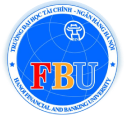 TRƯỜNG ĐẠI HỌC TÀI CHÍNH - NGÂN HÀNG HÀ NỘI
FBU
HANOI FINANCIAL AND BANKING UNIVERSITY